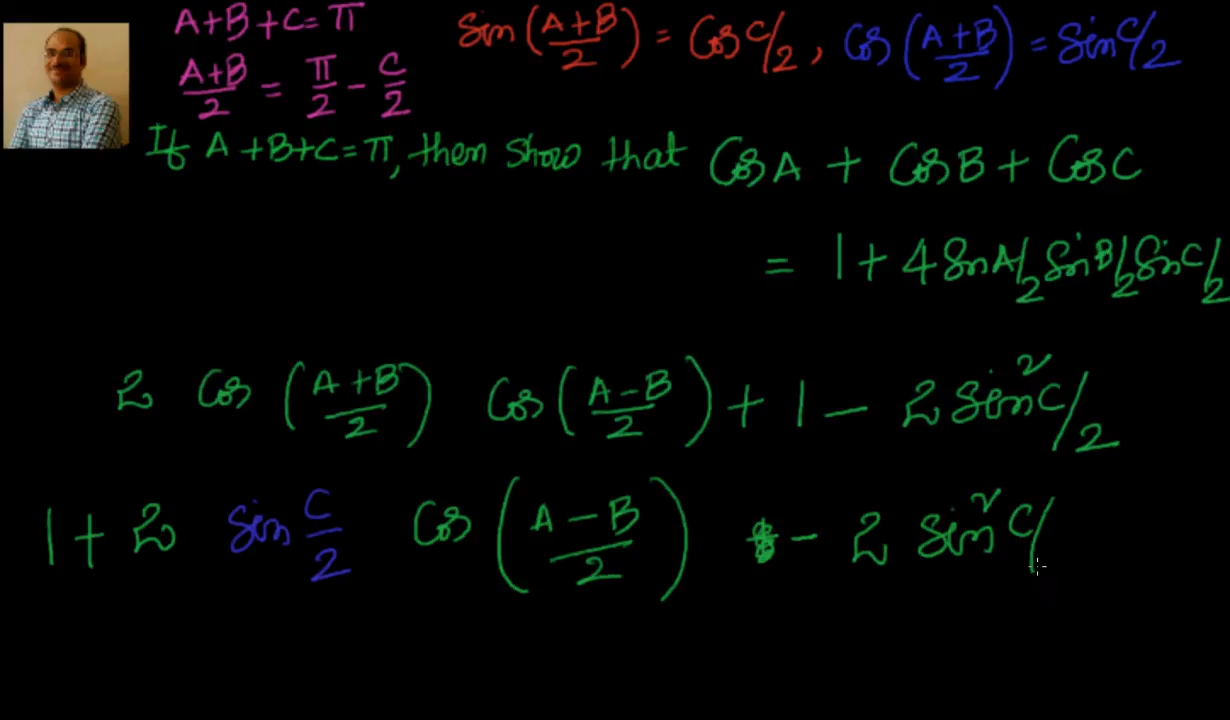 A+B+C=π
A+B/2 = π/2 - C/2
Sin (A+B/2) = Cos C/2, Cos (A+B/2) = Sin C/2
If A+B+C=π, then show that Cos A + Cos B + Cos C
= 1 + 4 Sin A/2 Sin B/2 Sin C/2
2 Cos (A+B/2) Cos (A-B/2) + 1 - 2 Sin² C/2
1 + 2 Sin C/2 Cos (A-B/2) - 2 Sin² C/